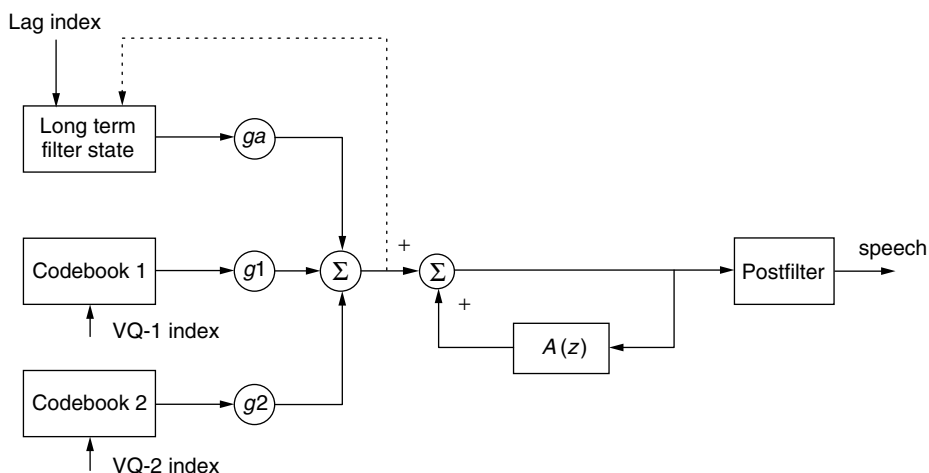 Lag index
Long term
filter state
ga
Codebook 1
g1
Σ
+
Σ
+
Postfilter
speech
VQ-1 index
A(z)
Codebook 2
g2
VQ-2 index